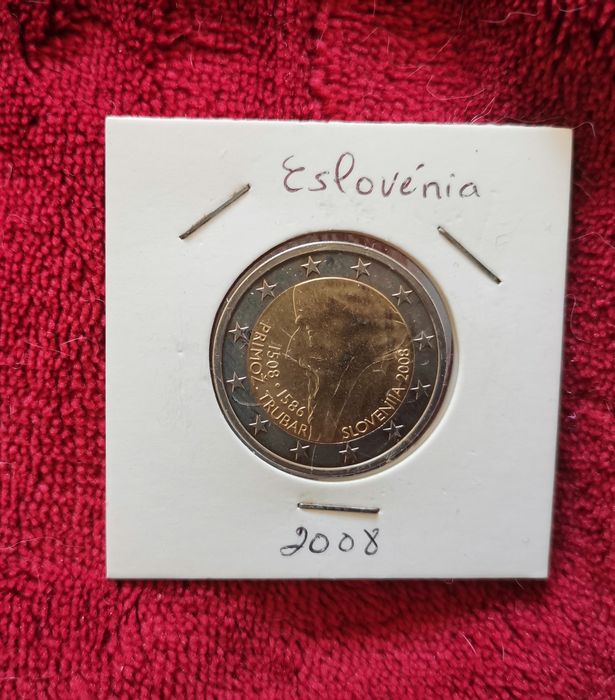 Eslovénia
PRIMOŽ · TRUBAR
1508 · 1586
SLOVENIJA 2008
2008